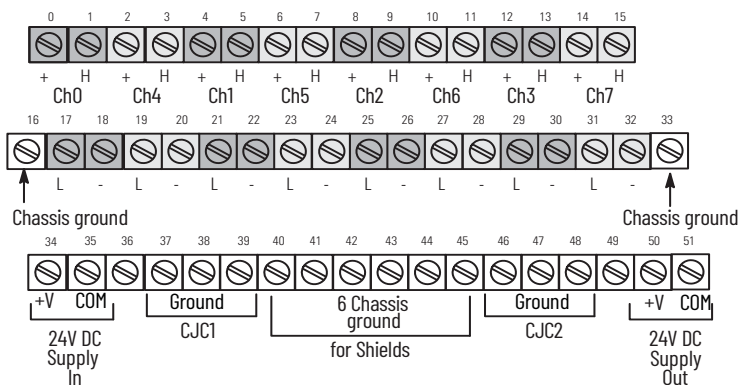 0 1 2 3 4 5 6 7 8 9 10 11 12 13 14 15
+ H + H + H + H + H + H + H + H
Ch0 Ch4 Ch1 Ch5 Ch2 Ch6 Ch3 Ch7
16 17 18 19 20 21 22 23 24 25 26 27 28 29 30 31 32 33
L - L - L - L - L - L - L - L -
Chassis ground Chassis ground
34 35 36 37 38 39 40 41 42 43 44 45 46 47 48 49 50 51
+V COM Ground 6 Chassis Ground +V COM
ground
CJC1 CJC2
24V DC for Shields 24V DC
Supply Supply
In Out